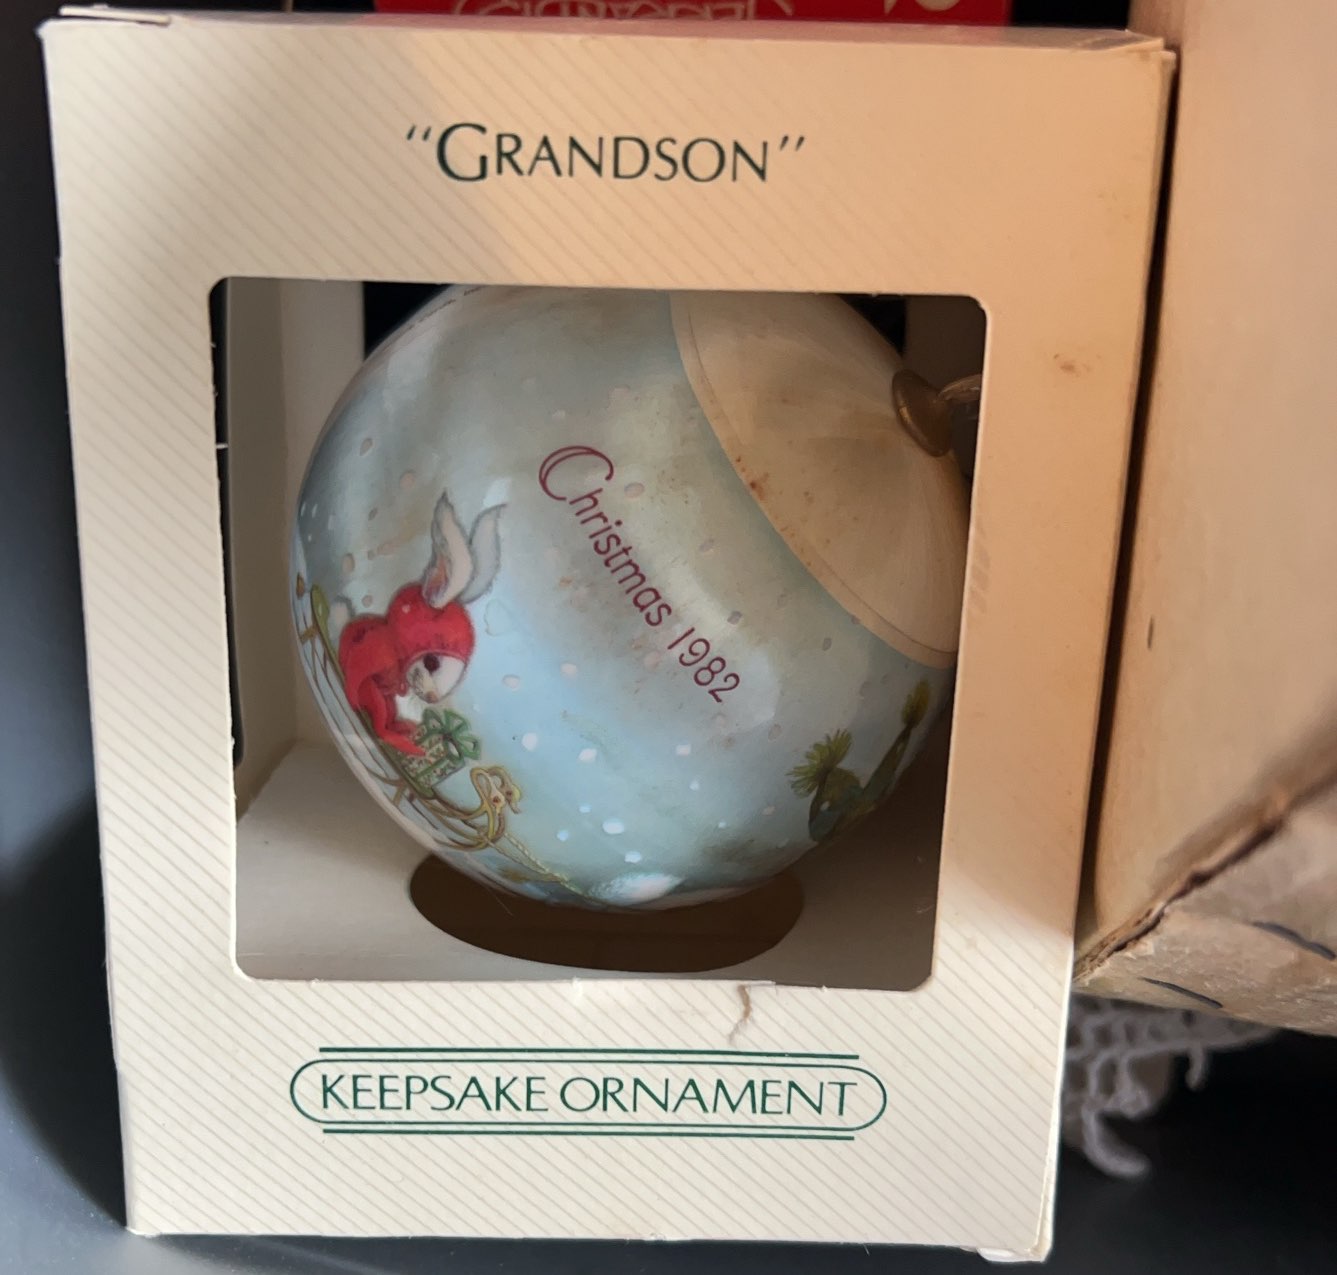 “GRANDSON”
Christmas 1982
KEEPSAKE ORNAMENT